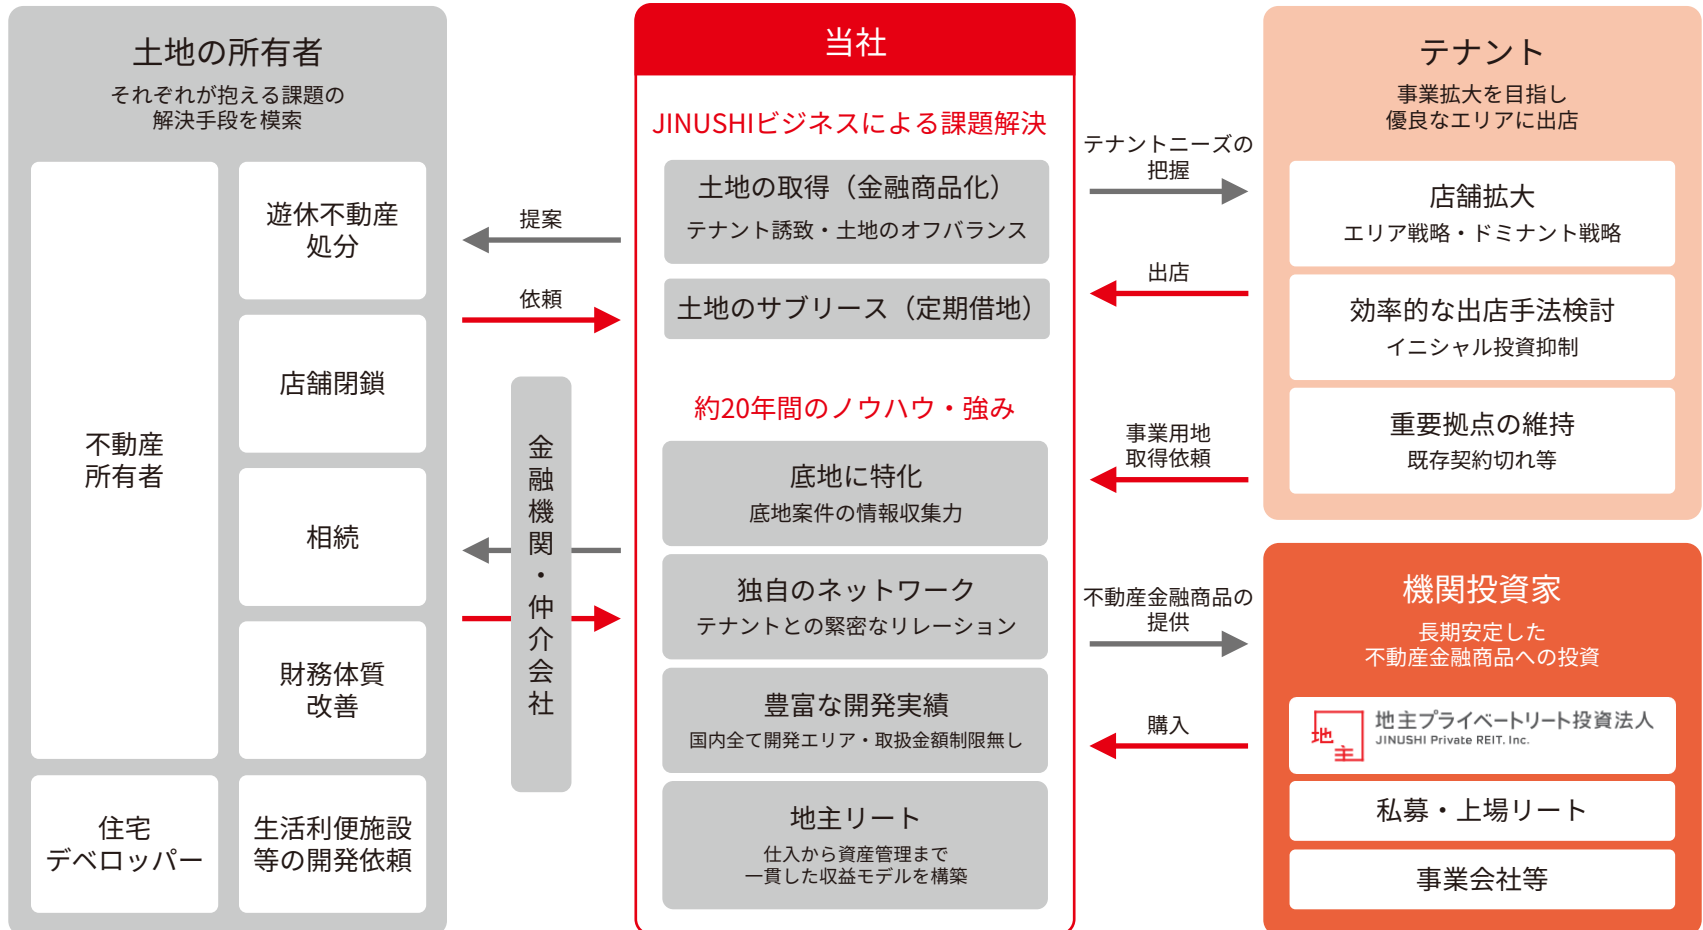 土地の所有者
それぞれが抱える課題の
解決手段を模索
不動産
所有者
遊休不動産
処分
店舗閉鎖
相続
財務体質
改善
住宅
デベロッパー
生活利便施設
等の開発依頼
提案
依頼
金融機関・仲介会社
当社
JINUSHIビジネスによる課題解決
土地の取得（金融商品化）
テナント誘致・土地のオフバランス
土地のサブリース（定期借地）
約20年間のノウハウ・強み
底地に特化
底地案件の情報収集力
独自のネットワーク
テナントとの緊密なリレーション
豊富な開発実績
国内全て開発エリア・取扱金額制限無し
地主リート
仕入から資産管理まで
一貫した収益モデルを構築
テナントニーズの
把握
出店
事業用地
取得依頼
不動産金融商品の
提供
購入
テナント
事業拡大を目指し
優良なエリアに出店
店舗拡大
エリア戦略・ドミナント戦略
効率的な出店手法検討
イニシャル投資抑制
重要拠点の維持
既存契約切れ等
機関投資家
長期安定した
不動産金融商品への投資
地主
地主プライベートリート投資法人
JINUSHI Private REIT, Inc.
私募・上場リート
事業会社等